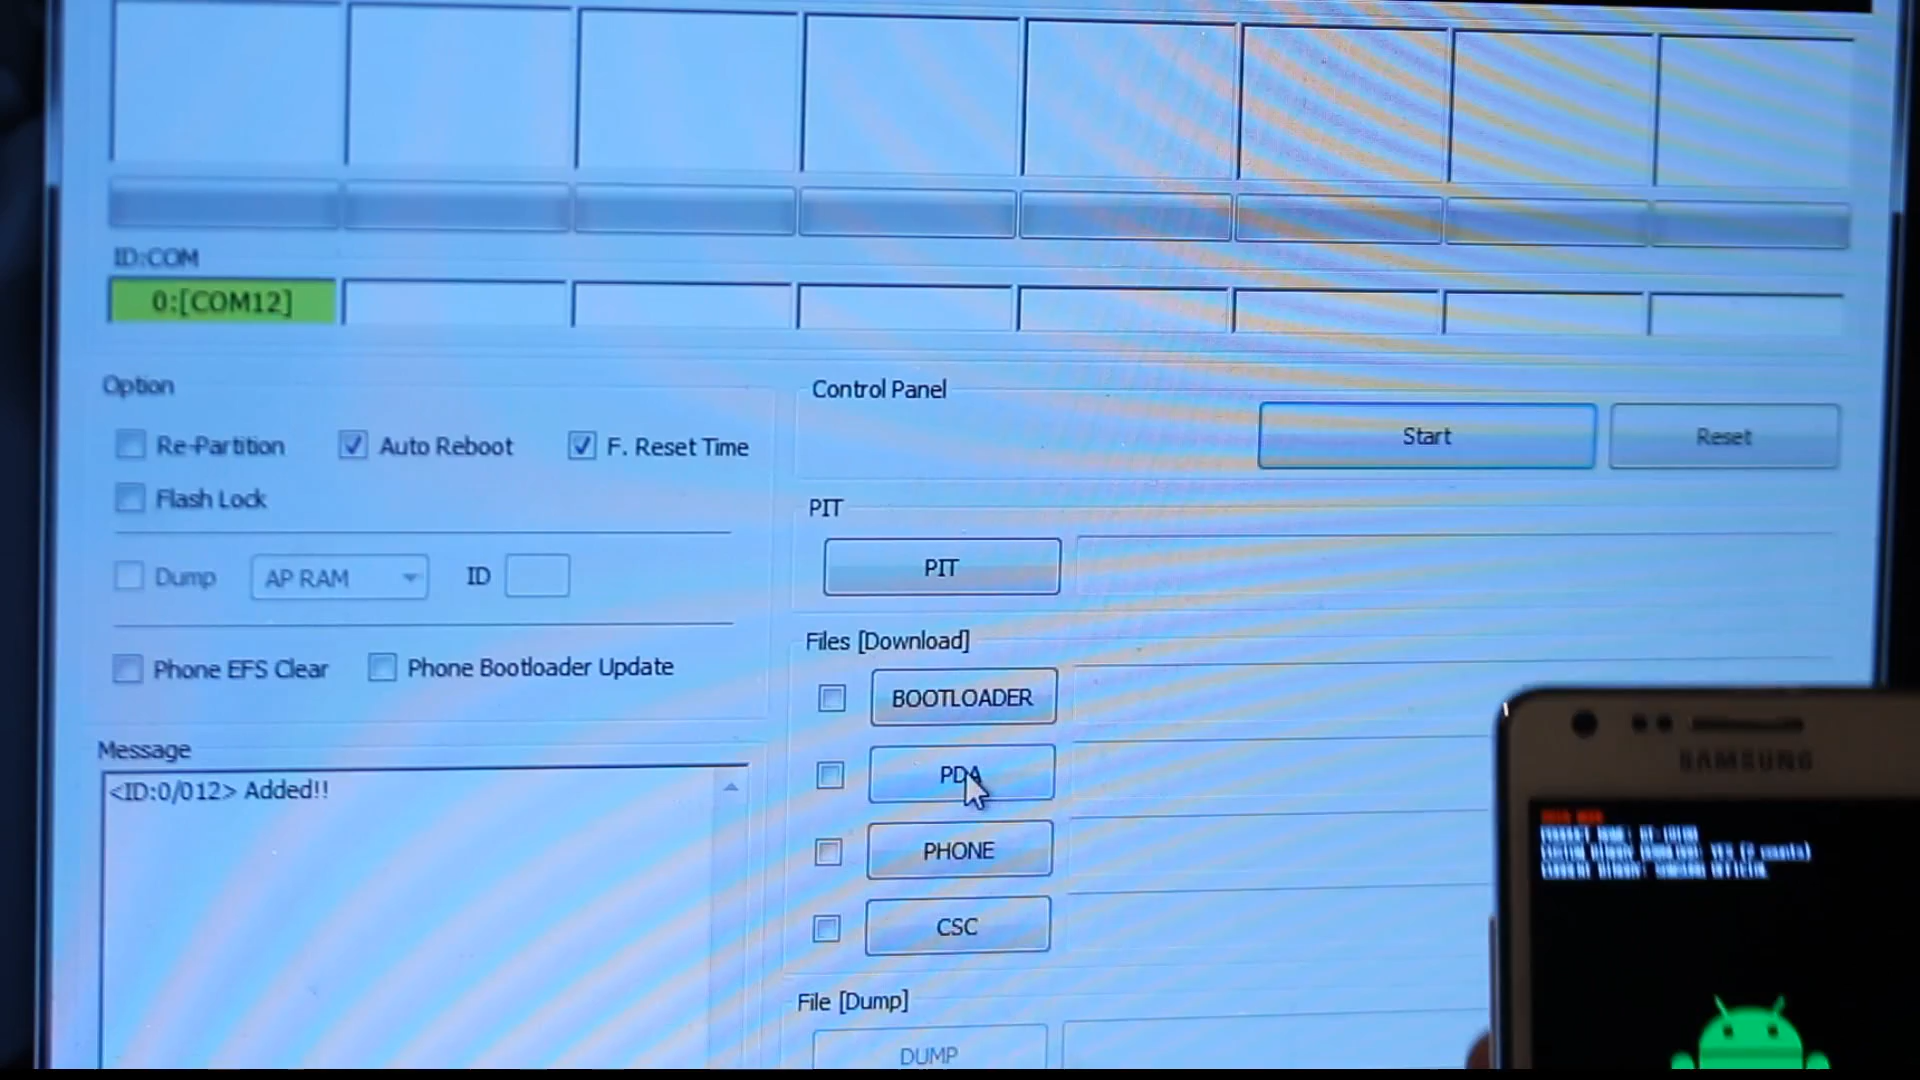 ID:COM
0:[COM12]
Option
Control Panel
Re-Partition
Auto Reboot
F. Reset Time
Start
Reset
Flash Lock
PIT
PIT
Dump
AP RAM
ID
Files [Download]
Phone EFS Clear
Phone Bootloader Update
BOOTLOADER
Message
<ID:0/012> Added!!
PDA
PHONE
CSC
File [Dump]
DUMP
SAMSUNG